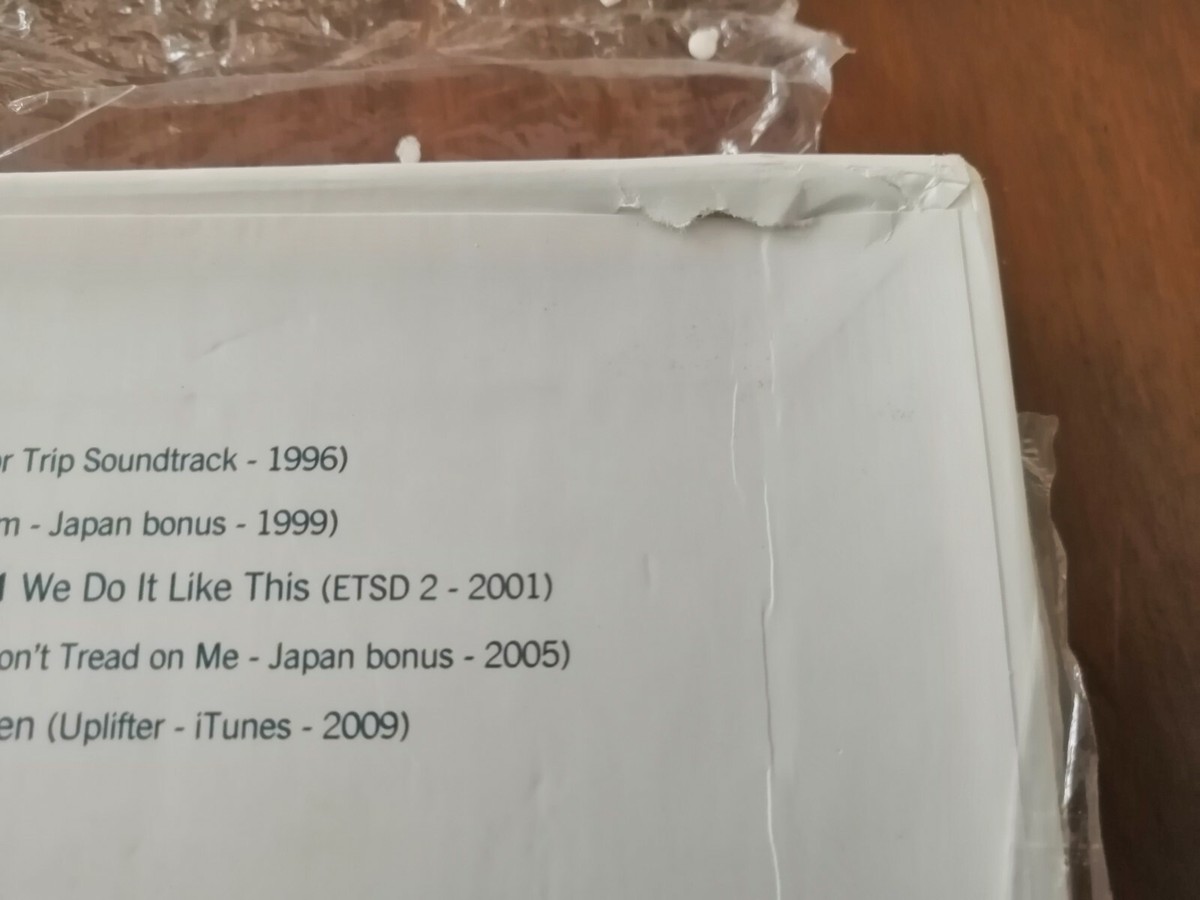 r Trip Soundtrack - 1996)
m - Japan bonus - 1999)
We Do It Like This (ETSD 2 - 2001)
on't Tread on Me - Japan bonus - 2005)
en (Uplifter - iTunes - 2009)